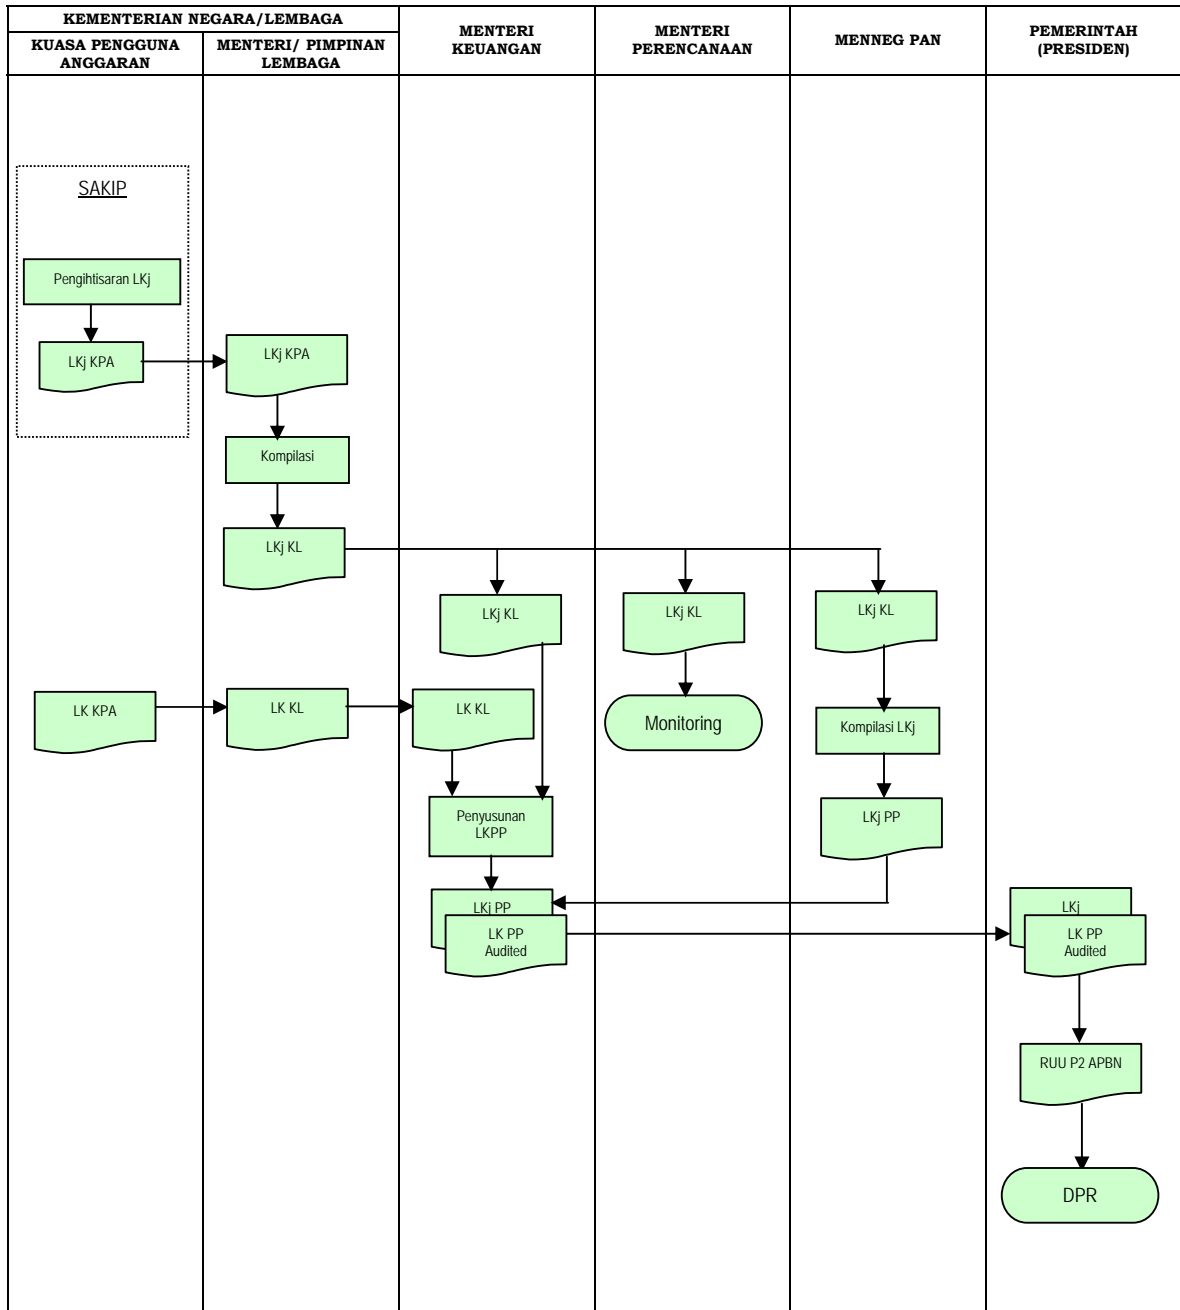 KEMENTERIAN NEGARA/LEMBAGA
KUASA PENGGUNA
ANGGARAN
MENTERI/ PIMPINAN
LEMBAGA
MENTERI
KEUANGAN
MENTERI
PERENCANAAN
MENNEG PAN
PEMERINTAH
(PRESIDEN)
SAKIP
Pengihtisaran LKj
LKj KPA
LKj KPA
Kompilasi
LKj KL
LKj KL
LKj KL
LKj KL
LK KPA
LK KL
LK KL
Monitoring
Kompilasi LKj
Penyusunan
LKPP
LKj PP
LKj PP
LK PP
Audited
LKj
LK PP
Audited
RUU P2 APBN
DPR